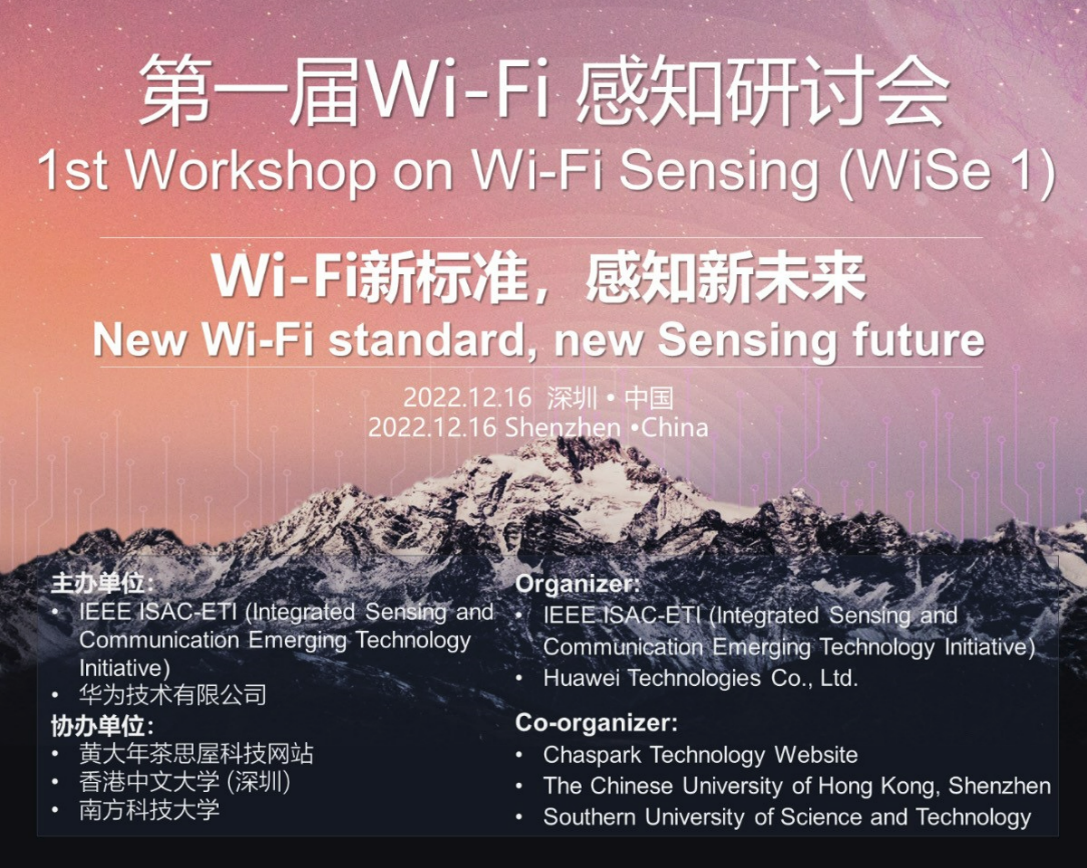 第一届Wi-Fi 感知研讨会
1st Workshop on Wi-Fi Sensing (WiSe 1)
Wi-Fi新标准，感知新未来
New Wi-Fi standard, new Sensing future
2022.12.16 深圳 • 中国
2022.12.16 Shenzhen •China
主办单位：
• IEEE ISAC-ETI (Integrated Sensing and
Communication Emerging Technology
Initiative)
• 华为技术有限公司
协办单位：
• 黄大年茶思屋科技网站
• 香港中文大学 (深圳)
• 南方科技大学
Organizer:
• IEEE ISAC-ETI (Integrated Sensing and
Communication Emerging Technology Initiative)
• Huawei Technologies Co., Ltd.
Co-organizer:
• Chaspark Technology Website
• The Chinese University of Hong Kong, Shenzhen
• Southern University of Science and Technology